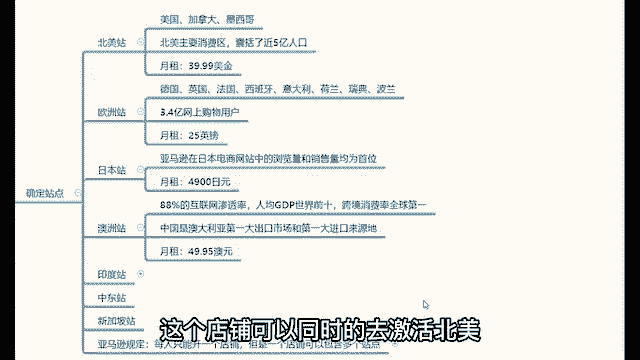 美国、加拿大、墨西哥
北美站
北美主要消费区，囊括了近5亿人口
月租：39.99美金
德国、英国、法国、西班牙、意大利、荷兰、瑞典、波兰
欧洲站
3.4亿网上购物用户
月租：25英镑
亚马逊在日本电商网站中的浏览量和销售量均为首位
日本站
月租：4900日元
确定站点
88%的互联网渗透率，人均GDP世界前十，跨境消费率全球第一
澳洲站
中国是澳大利亚第一大出口市场和第一大进口来源地
月租：49.95澳元
印度站
中东站
新加坡站
这个店铺可以同时的去激活北美
亚马逊规定：每人只能开一个店铺，但是一个店铺可以包含多个站点